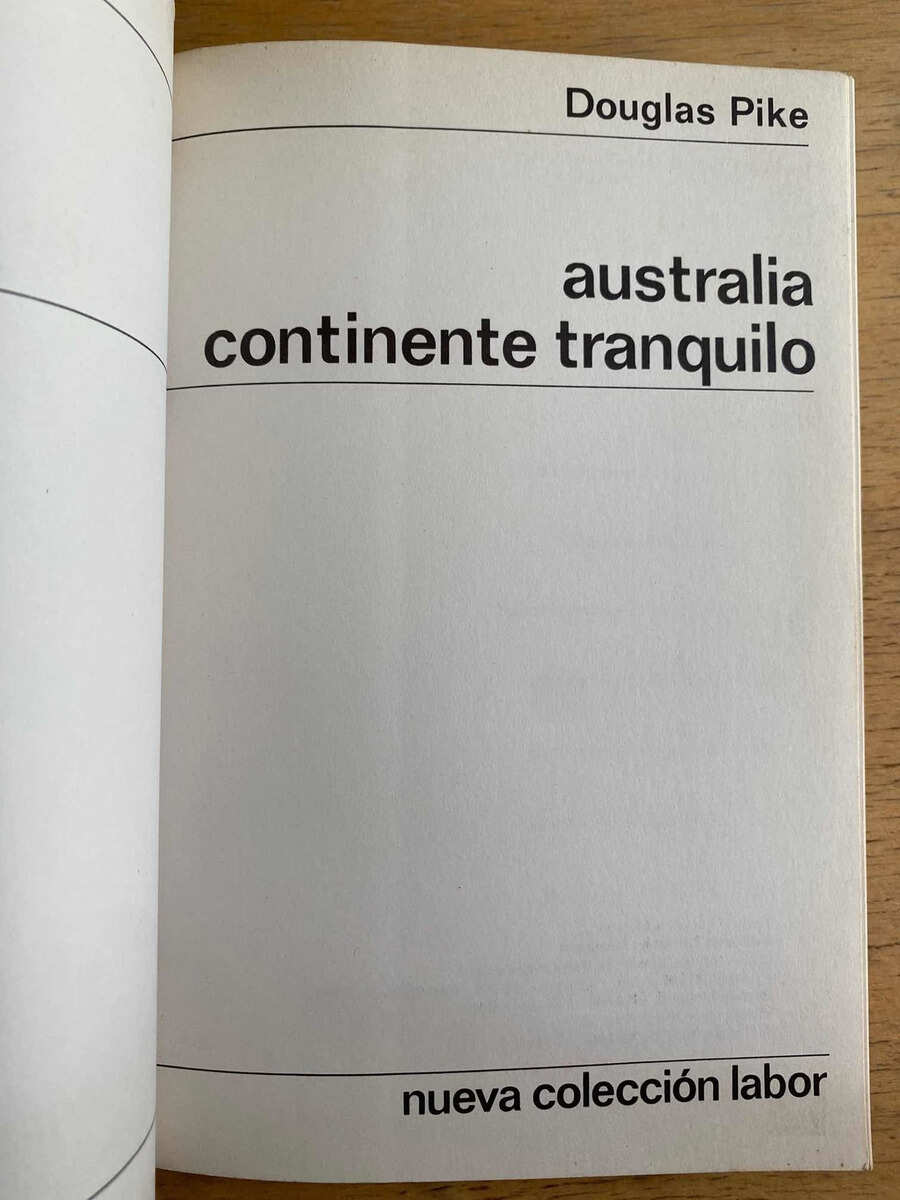 Douglas Pike
australia
continente tranquilo
nueva colección labor